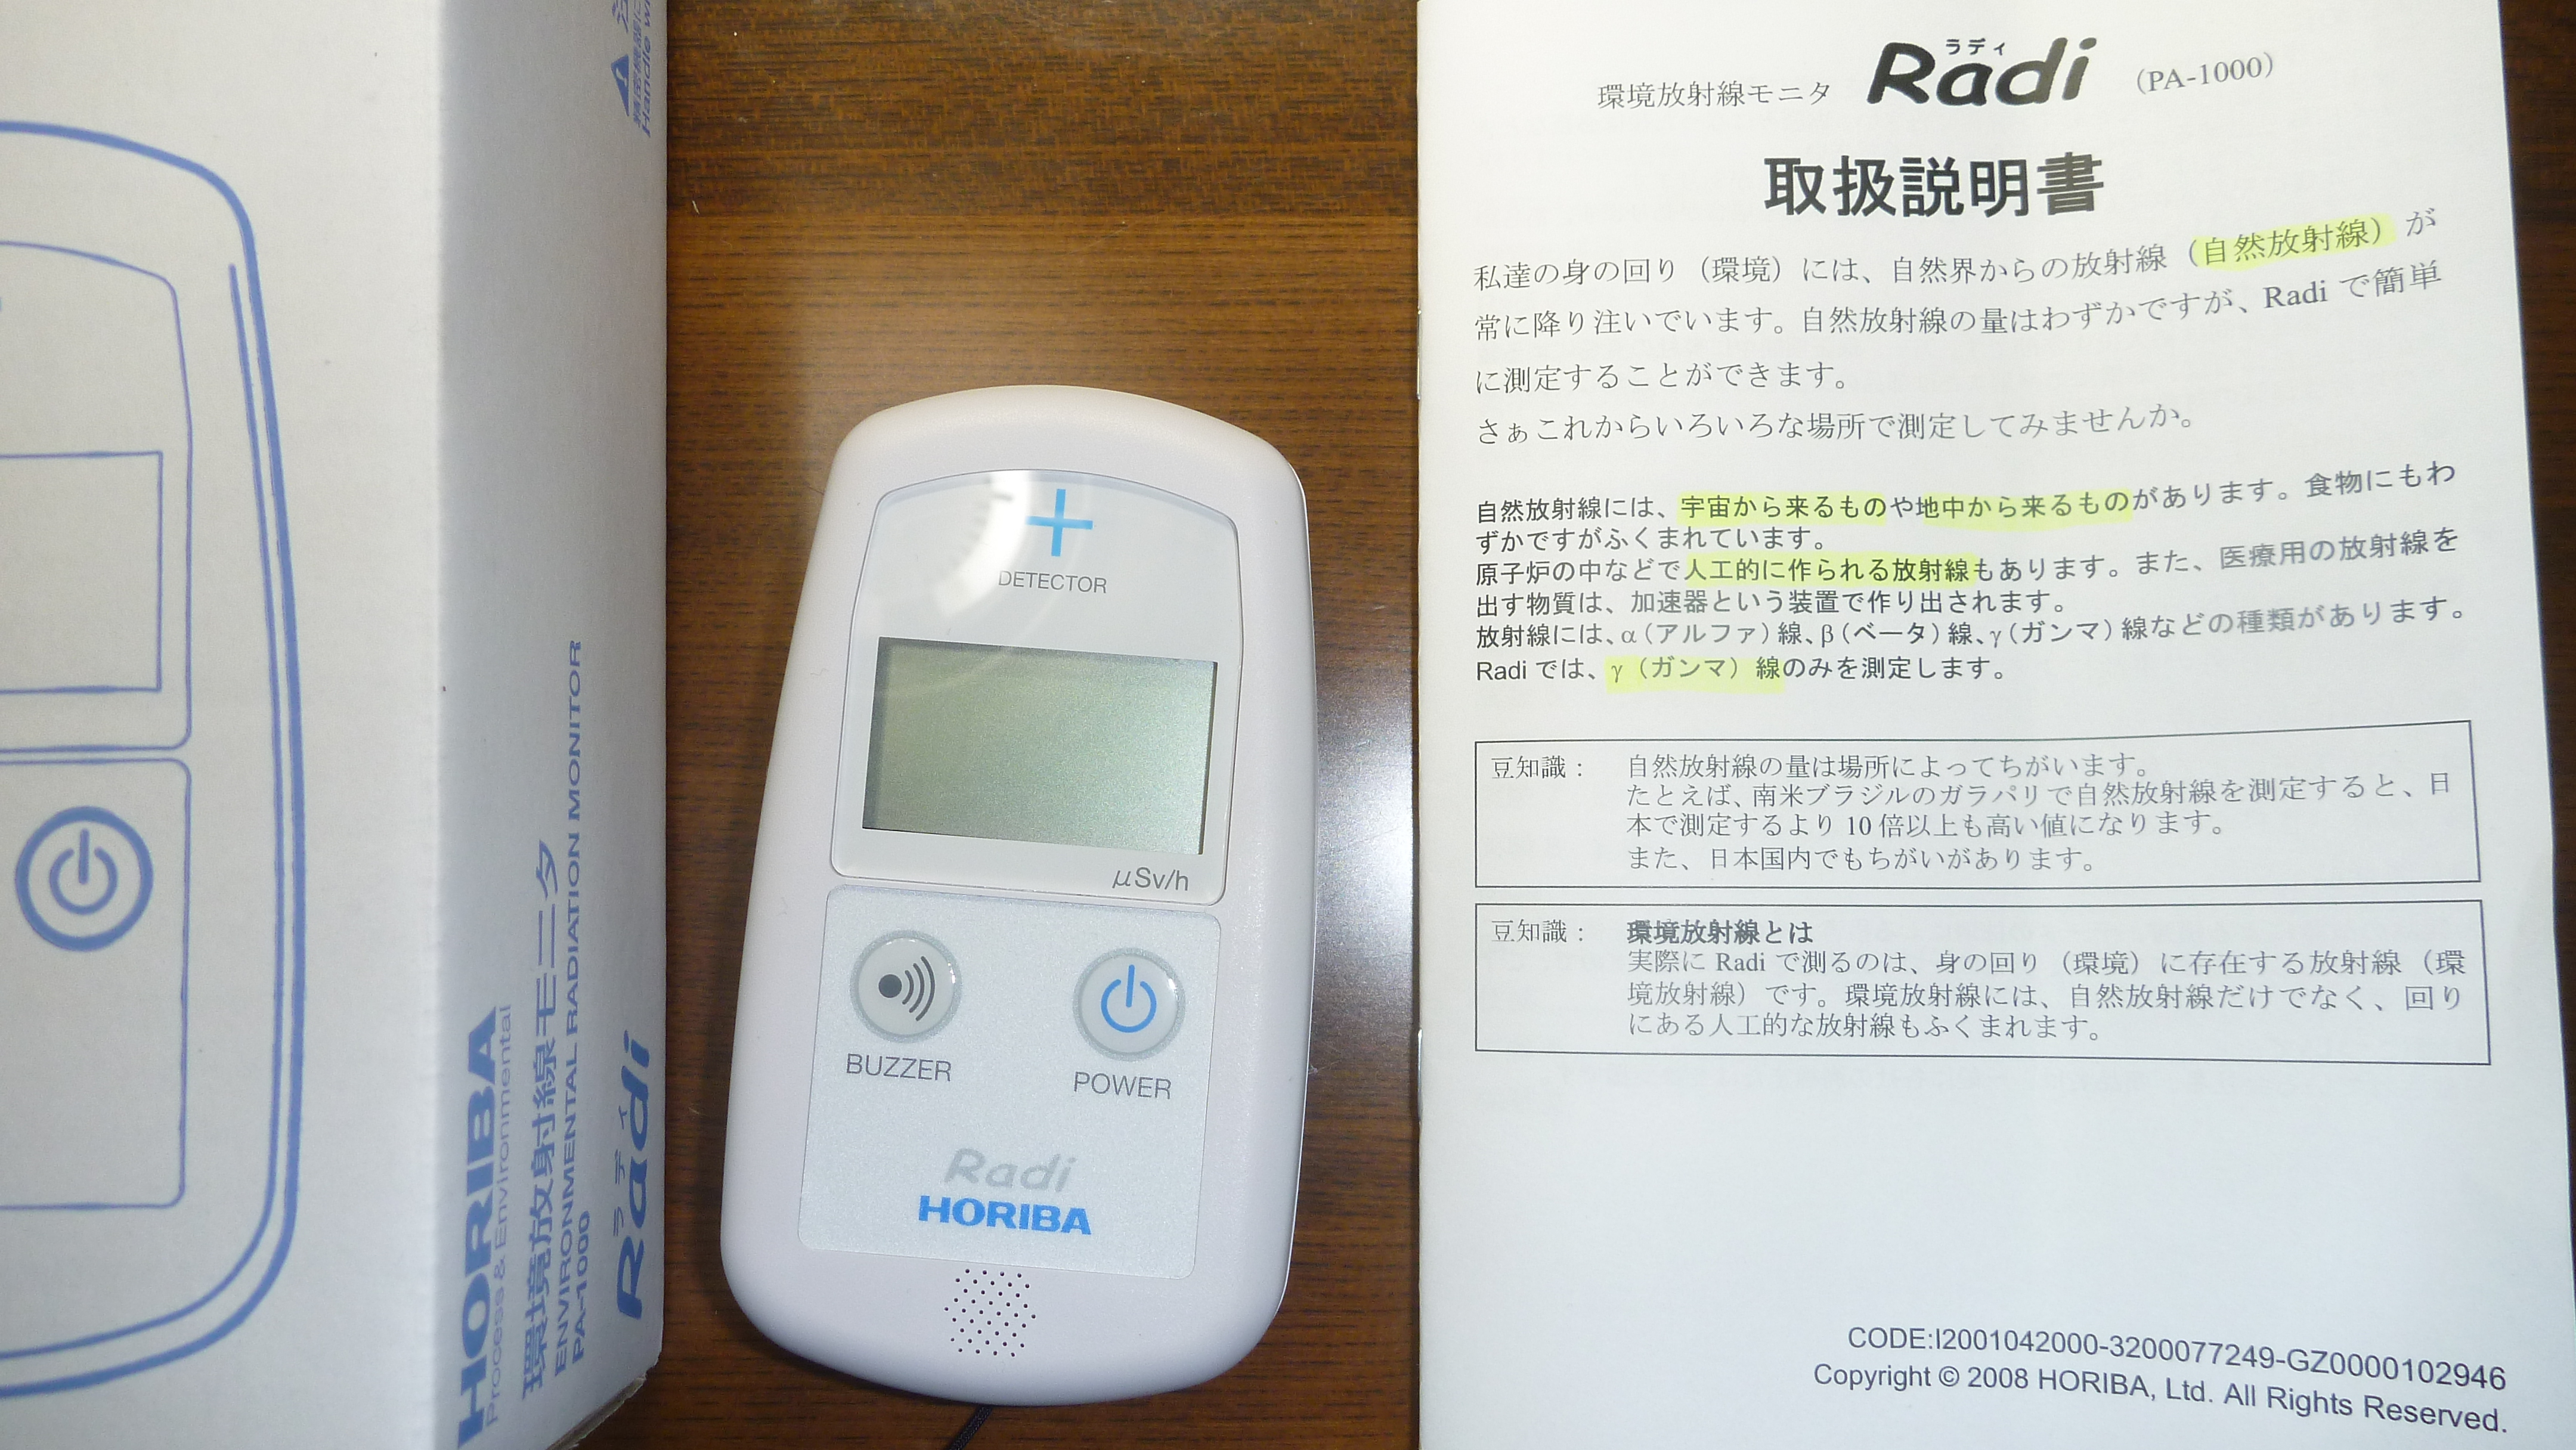 Handle
HORIBA
Process & Environmental
環境放射線モニタ
ENVIRONMENTAL RADIATION MONITOR
PA-1000
ラディ
Radi
DETECTOR
μSv/h
BUZZER
POWER
Radi
HORIBA
ラディ
環境放射線モニタ Radi (PA-1000)
取扱説明書
私達の身の回り（環境）には、自然界からの放射線（自然放射線）が
常に降り注いでいます。自然放射線の量はわずかですが、Radi で簡単
に測定することができます。
さぁこれからいろいろな場所で測定してみませんか。
自然放射線には、宇宙から来るものや地中から来るものがあります。食物にもわ
ずかですがふくまれています。
原子炉の中などで人工的に作られる放射線もあります。また、医療用の放射線を
出す物質は、加速器という装置で作り出されます。
放射線には、α（アルファ）線、β（ベータ）線、γ（ガンマ）線などの種類があります。
Radi では、γ（ガンマ）線のみを測定します。
豆知識： 自然放射線の量は場所によってちがいます。
たとえば、南米ブラジルのガラパリで自然放射線を測定すると、日
本で測定するより 10 倍以上も高い値になります。
また、日本国内でもちがいがあります。
豆知識： 環境放射線とは
実際に Radi で測るのは、身の回り（環境）に存在する放射線（環
境放射線）です。環境放射線には、自然放射線だけでなく、回り
にある人工的な放射線もふくまれます。
CODE:I2001042000-3200077249-GZ0000102946
Copyright © 2008 HORIBA, Ltd. All Rights Reserved.